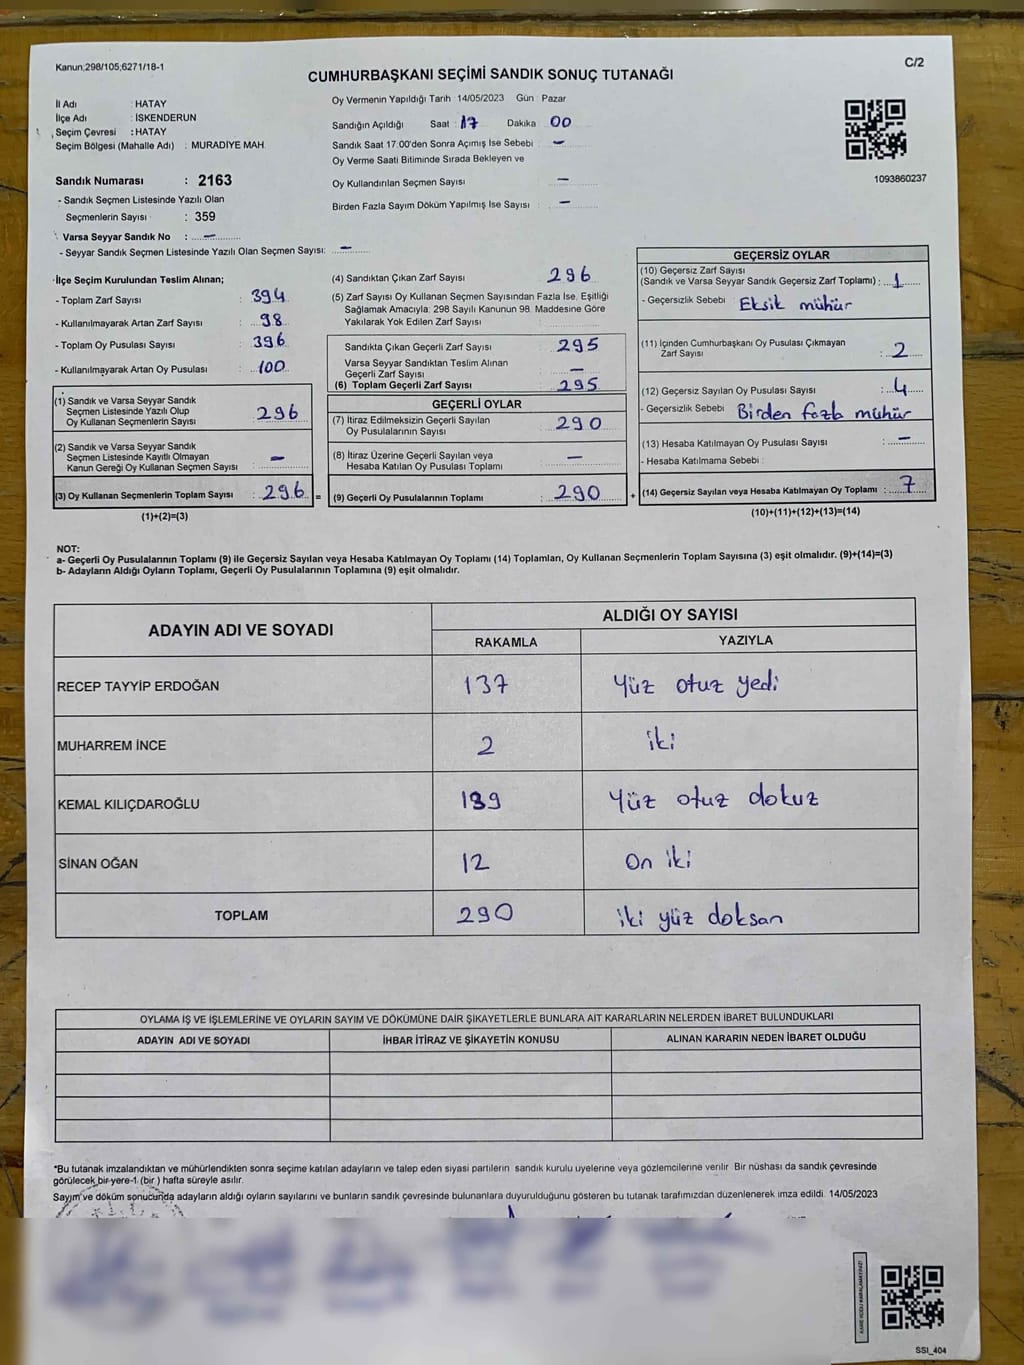 Kanun;298/105,6271/18-1
C/2
CUMHURBAŞKANI SEÇİMİ SANDIK SONUÇ TUTANAĞI
İl Adı : HATAY
İlçe Adı : İSKENDERUN
Seçim Çevresi : HATAY
Seçim Bölgesi (Mahalle Adı) : MURADİYE MAH.
Oy Vermenin Yapıldığı Tarih 14/05/2023 Gün Pazar
Sandığın Açıldığı Saat : 17 Dakika 00
Sandık Saat 17:00'den Sonra Açımış İse Sebebi : –
Oy Verme Saati Bitiminde Sırada Bekleyen ve
Oy Kullandırılan Seçmen Sayısı –
Birden Fazla Sayım Döküm Yapılmış İse Sayısı : –
1093860237
Sandık Numarası : 2163
- Sandık Seçmen Listesinde Yazılı Olan
Seçmenlerin Sayısı : 359
Varsa Seyyar Sandık No : –
- Seyyar Sandık Seçmen Listesinde Yazılı Olan Seçmen Sayısı: –
İlçe Seçim Kurulundan Teslim Alınan;
- Toplam Zarf Sayısı : 394
- Kullanılmayarak Artan Zarf Sayısı : 98
- Toplam Oy Pusulası Sayısı : 396
- Kullanılmayarak Artan Oy Pusulası : 100
(1) Sandık ve Varsa Seyyar Sandık
Seçmen Listesinde Yazılı Olup
Oy Kullanan Seçmenlerin Sayısı : 296
(2) Sandık ve Varsa Seyyar Sandık
Seçmen Listesinde Kayıtlı Olmayan
Kanun Gereği Oy Kullanan Seçmen Sayısı : –
(3) Oy Kullanan Seçmenlerin Toplam Sayısı : 296 =
(1)+(2)=(3)
(4) Sandıktan Çıkan Zarf Sayısı 296
(5) Zarf Sayısı Oy Kullanan Seçmen Sayısından Fazla İse, Eşitliği
Sağlamak Amacıyla; 298 Sayılı Kanunun 98. Maddesine Göre
Yakılarak Yok Edilen Zarf Sayısı :
Sandıkta Çıkan Geçerli Zarf Sayısı : 295
Varsa Seyyar Sandıktan Teslim Alınan
Geçerli Zarf Sayısı : –
(6) Toplam Geçerli Zarf Sayısı : 295
GEÇERLİ OYLAR
(7) İtiraz Edilmeksizin Geçerli Sayılan
Oy Pusulalarının Sayısı : 290
(8) İtiraz Üzerine Geçerli Sayılan veya
Hesaba Katılan Oy Pusulası Toplamı : –
(9) Geçerli Oy Pusulalarının Toplamı : 290 +
GEÇERSİZ OYLAR
(10) Geçersiz Zarf Sayısı
(Sandık ve Varsa Seyyar Sandık Geçersiz Zarf Toplamı) : 1
- Geçersizlik Sebebi : Eksik mühür
(11) İçinden Cumhurbaşkanı Oy Pusulası Çıkmayan
Zarf Sayısı : 2
(12) Geçersiz Sayılan Oy Pusulası Sayısı : 4
- Geçersizlik Sebebi : Birden fazla mühür
(13) Hesaba Katılmayan Oy Pusulası Sayısı : –
- Hesaba Katılmama Sebebi :
(14) Geçersiz Sayılan veya Hesaba Katılmayan Oy Toplamı : 7
(10)+(11)+(12)+(13)=(14)
NOT:
a- Geçerli Oy Pusulalarının Toplamı (9) ile Geçersiz Sayılan veya Hesaba Katılmayan Oy Toplamı (14) Toplamları, Oy Kullanan Seçmenlerin Toplam Sayısına (3) eşit olmalıdır. (9)+(14)=(3)
b- Adayların Aldığı Oyların Toplamı, Geçerli Oy Pusulalarının Toplamına (9) eşit olmalıdır.
ADAYIN ADI VE SOYADI
ALDIĞI OY SAYISI
RAKAMLA YAZIYLA
RECEP TAYYİP ERDOĞAN 137 Yüz otuz yedi
MUHARREM İNCE 2 iki
KEMAL KILIÇDAROĞLU 139 Yüz otuz dokuz
SİNAN OĞAN 12 On iki
TOPLAM 290 iki yüz doksan
OYLAMA İŞ VE İŞLEMLERİNE VE OYLARIN SAYIM VE DÖKÜMÜNE DAİR ŞİKAYETLERLE BUNLARA AİT KARARLARIN NELERDEN İBARET BULUNDUKLARI
ADAYIN ADI VE SOYADI İHBAR İTİRAZ VE ŞİKAYETİN KONUSU ALINAN KARARIN NEDEN İBARET OLDUĞU
*Bu tutanak imzalandıktan ve mühürlendikten sonra seçime katılan adayların ve talep eden siyasi partilerin sandık kurulu üyelerine veya gözlemcilerine verilir. Bir nüshası da sandık çevresinde
görülecek bir yere 1 (bir) hafta süreyle asılır.
Sayım ve döküm sonucunda adayların aldığı oyların sayılarını ve bunların sandık çevresinde bulunanlara duyurulduğunu gösteren bu tutanak tarafımızdan düzenlenerek imza edildi. 14/05/2023
SSI_404